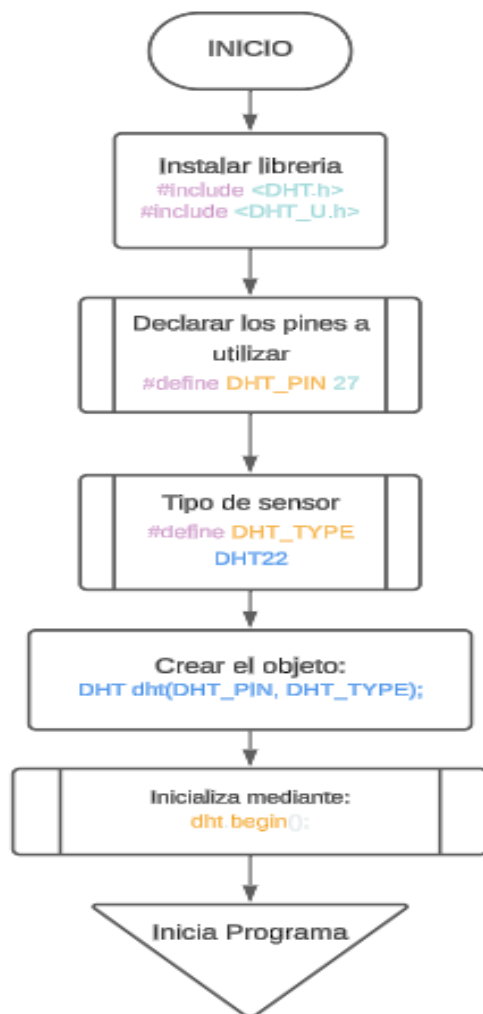 INICIO
Instalar libreria
#include <DHT.h>
#include <DHT_U.h>
Declarar los pines a
utilizar
#define DHT_PIN 27
Tipo de sensor
#define DHT_TYPE
DHT22
Crear el objeto:
DHT dht(DHT_PIN, DHT_TYPE);
Inicializa mediante:
dht.begin();
Inicia Programa